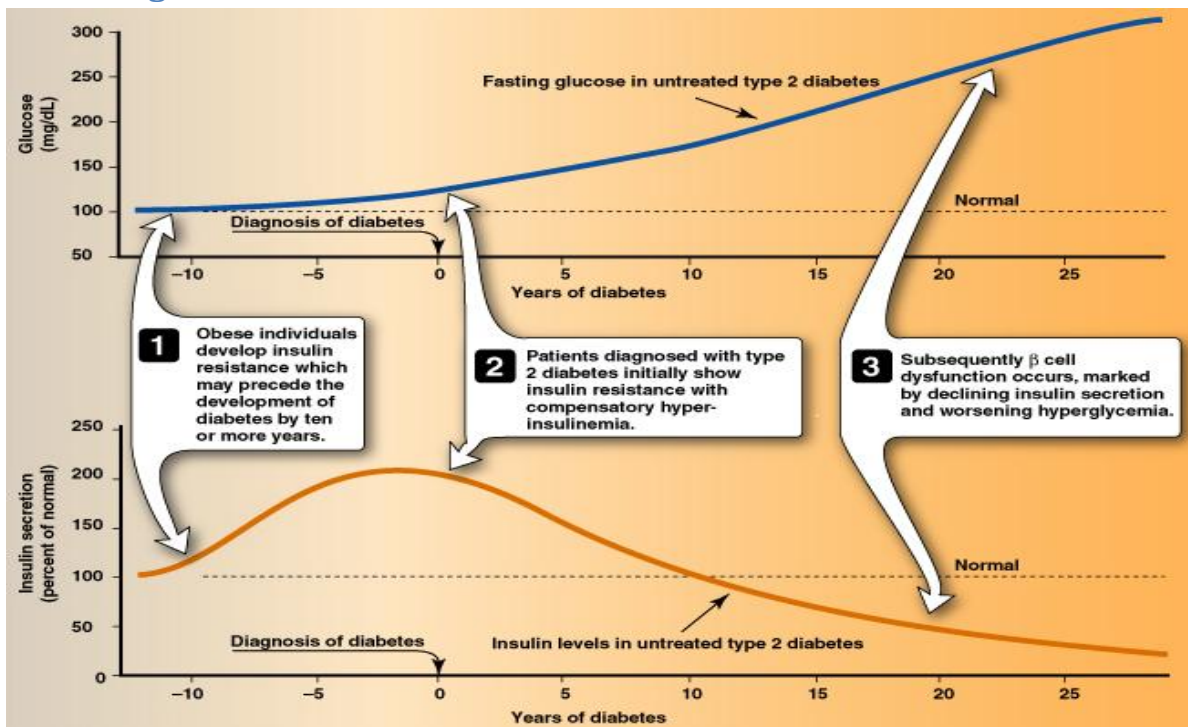 300
250
200
150
100
50
Glucose
(mg/dL)
Fasting glucose in untreated type 2 diabetes
Normal
Diagnosis of diabetes
–10
–5
0
5
10
15
20
25
Years of diabetes
1
Obese individuals
develop insulin
resistance which
may precede the
development of
diabetes by ten
or more years.
2
Patients diagnosed with type
2 diabetes initially show
insulin resistance with
compensatory hyper-
insulinemia.
3
Subsequently β cell
dysfunction occurs, marked
by declining insulin secretion
and worsening hyperglycemia.
250
200
150
100
50
0
Insulin secretion
(percent of normal)
Normal
Diagnosis of diabetes
Insulin levels in untreated type 2 diabetes
–10
–5
0
5
10
15
20
25
Years of diabetes